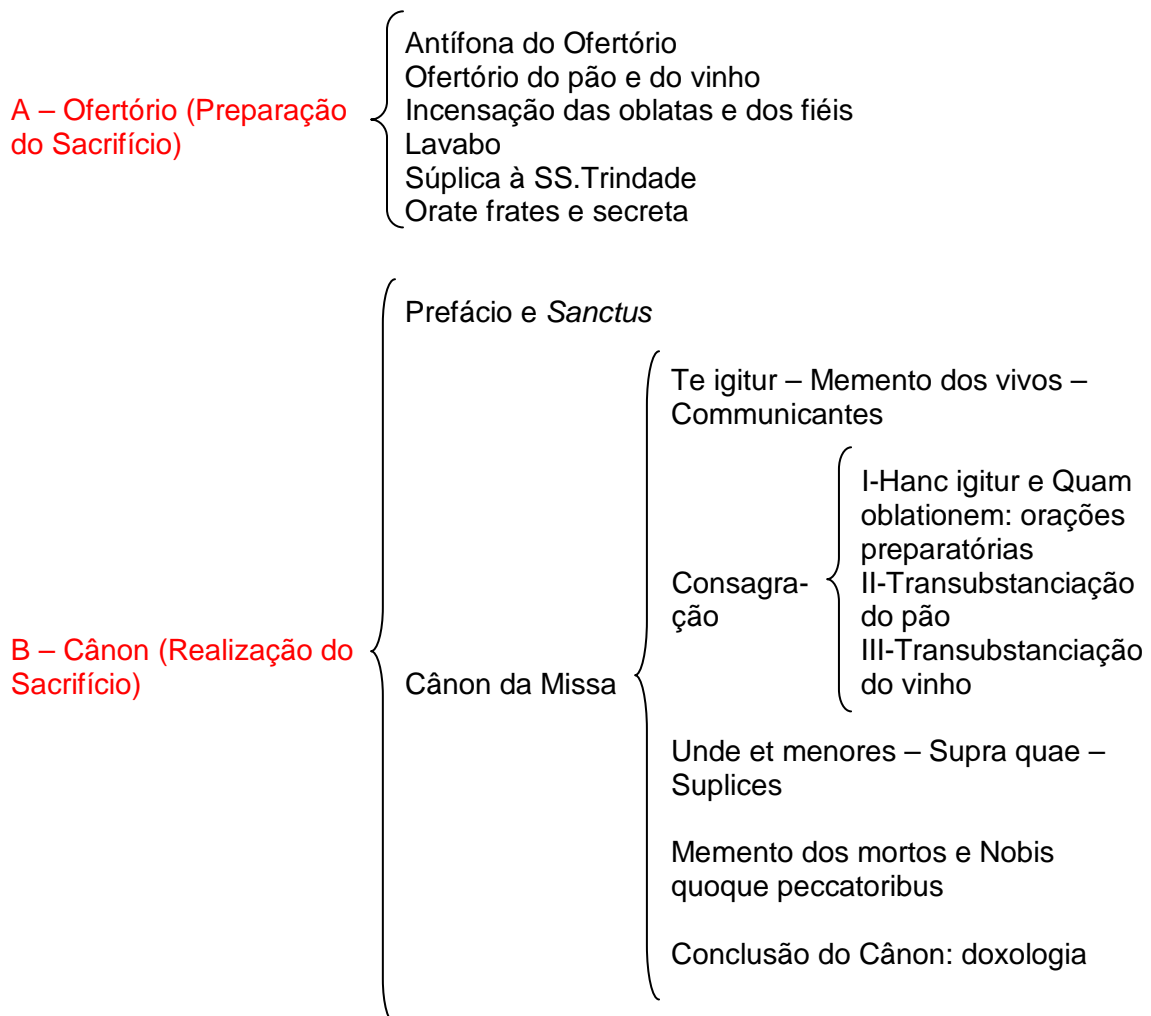 Antífona do Ofertório
Ofertório do pão e do vinho
A – Ofertório (Preparação
do Sacrifício)
Incensação das oblatas e dos fiéis
Lavabo
Súplica à SS.Trindade
Orate frates e secreta
Prefácio e Sanctus
Te igitur – Memento dos vivos –
Communicantes
I-Hanc igitur e Quam
oblationem: orações
preparatórias
Consagra-
ção
II-Transubstanciação
do pão
III-Transubstanciação
do vinho
B – Cânon (Realização do
Sacrifício)
Cânon da Missa
Unde et menores – Supra quae –
Suplices
Memento dos mortos e Nobis
quoque peccatoribus
Conclusão do Cânon: doxologia